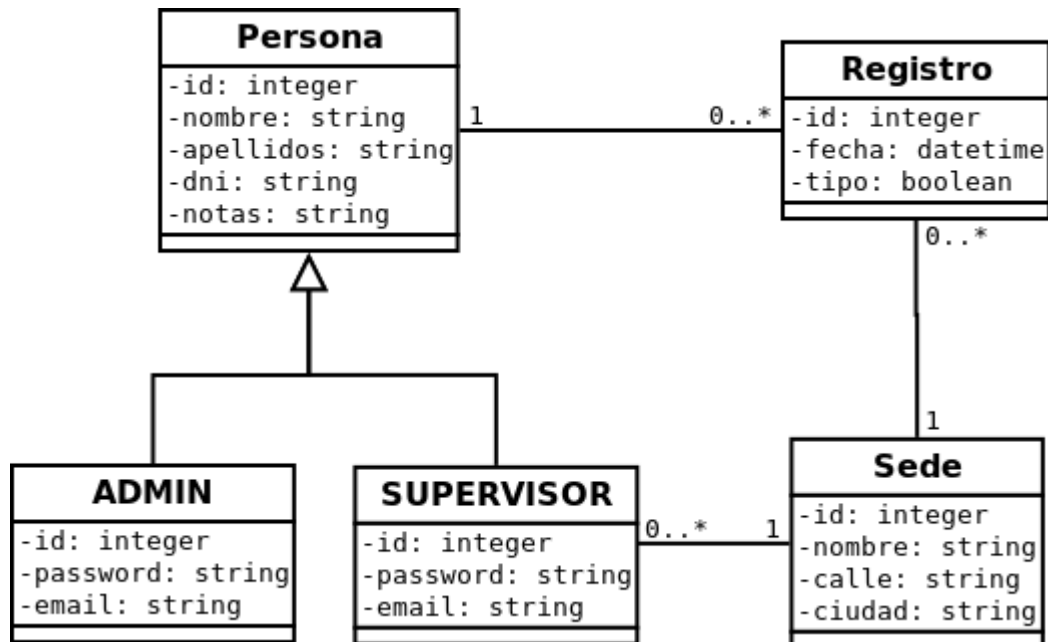 Persona
-id: integer
-nombre: string
-apellidos: string
-dni: string
-notas: string
1
0..*
Registro
-id: integer
-fecha: datetime
-tipo: boolean
0..*
1
ADMIN
-id: integer
-password: string
-email: string
SUPERVISOR
-id: integer
-password: string
-email: string
0..*
1
Sede
-id: integer
-nombre: string
-calle: string
-ciudad: string